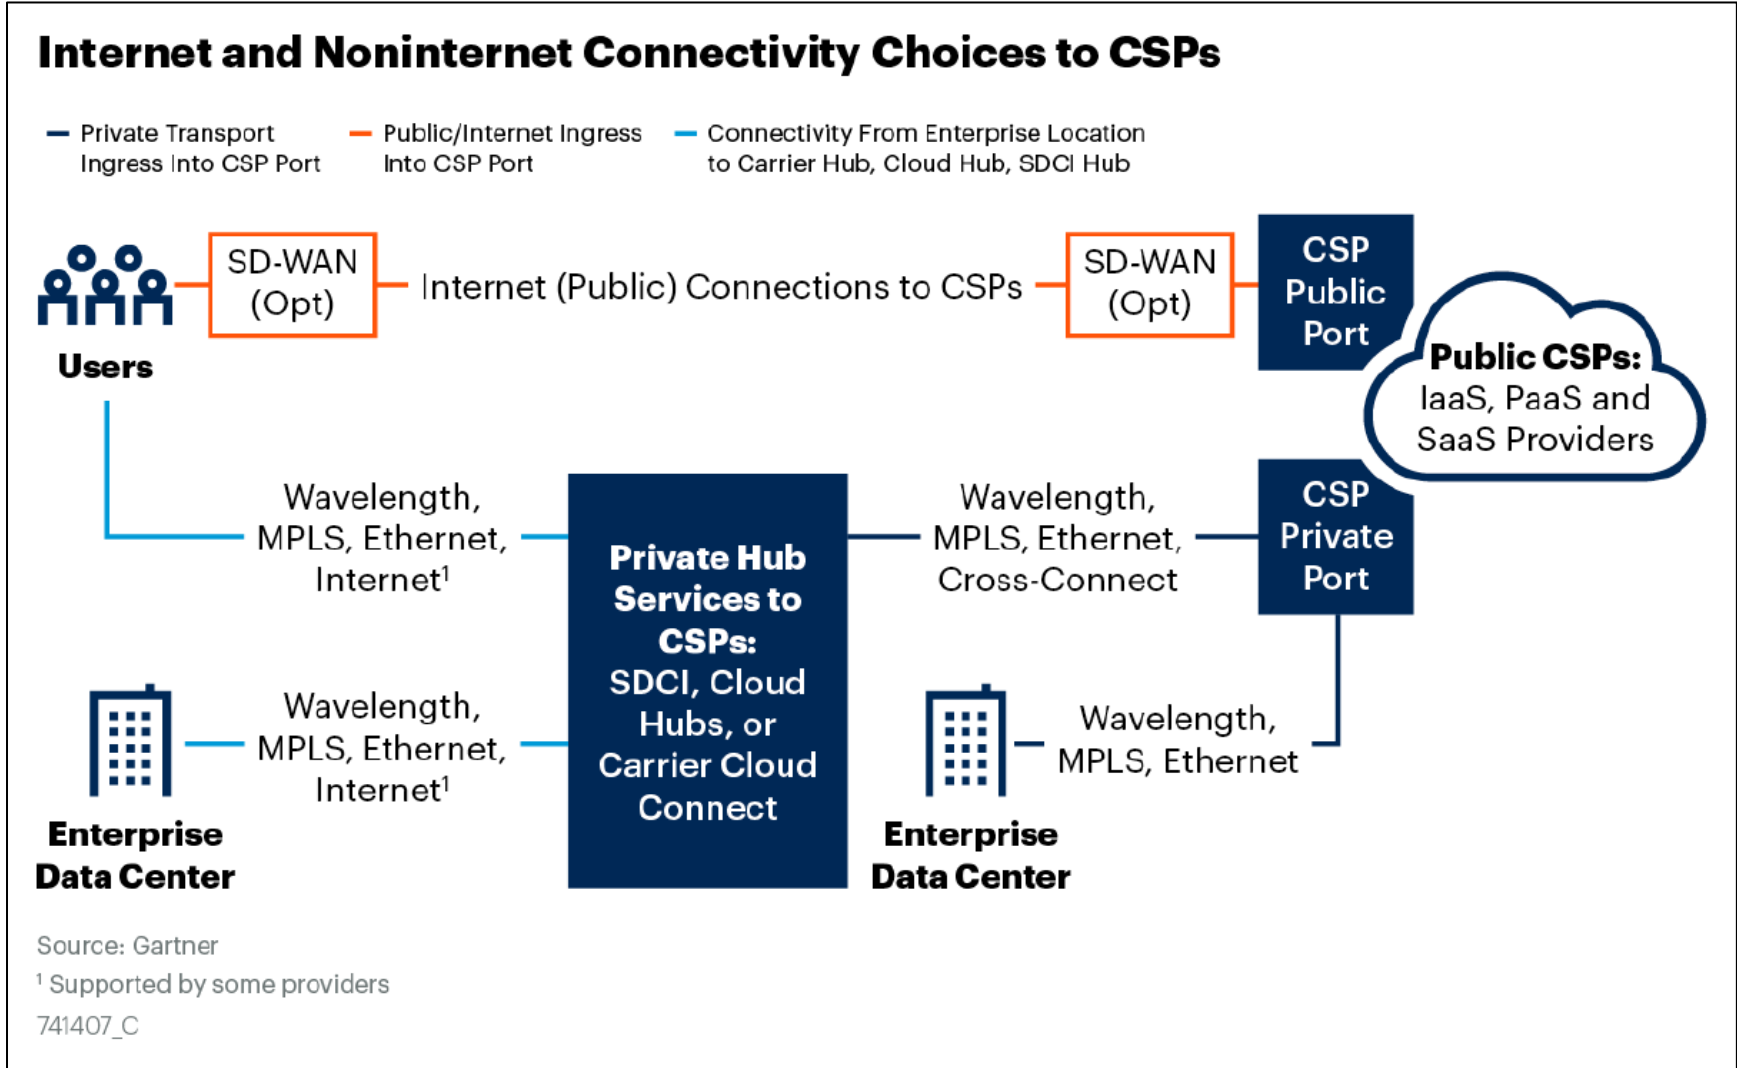 Internet and Noninternet Connectivity Choices to CSPs
Private Transport
Ingress Into CSP Port
Public/Internet Ingress
Into CSP Port
Connectivity From Enterprise Location
to Carrier Hub, Cloud Hub, SDCI Hub
Users
SD-WAN
(Opt)
Internet (Public) Connections to CSPs
SD-WAN
(Opt)
CSP
Public
Port
Public CSPs:
IaaS, PaaS and
SaaS Providers
Wavelength,
MPLS, Ethernet,
Internet¹
Private Hub
Services to
CSPs:
SDCI, Cloud
Hubs, or
Carrier Cloud
Connect
Wavelength,
MPLS, Ethernet,
Cross-Connect
CSP
Private
Port
Enterprise
Data Center
Wavelength,
MPLS, Ethernet,
Internet¹
Enterprise
Data Center
Wavelength,
MPLS, Ethernet
Source: Gartner
¹ Supported by some providers
741407_C